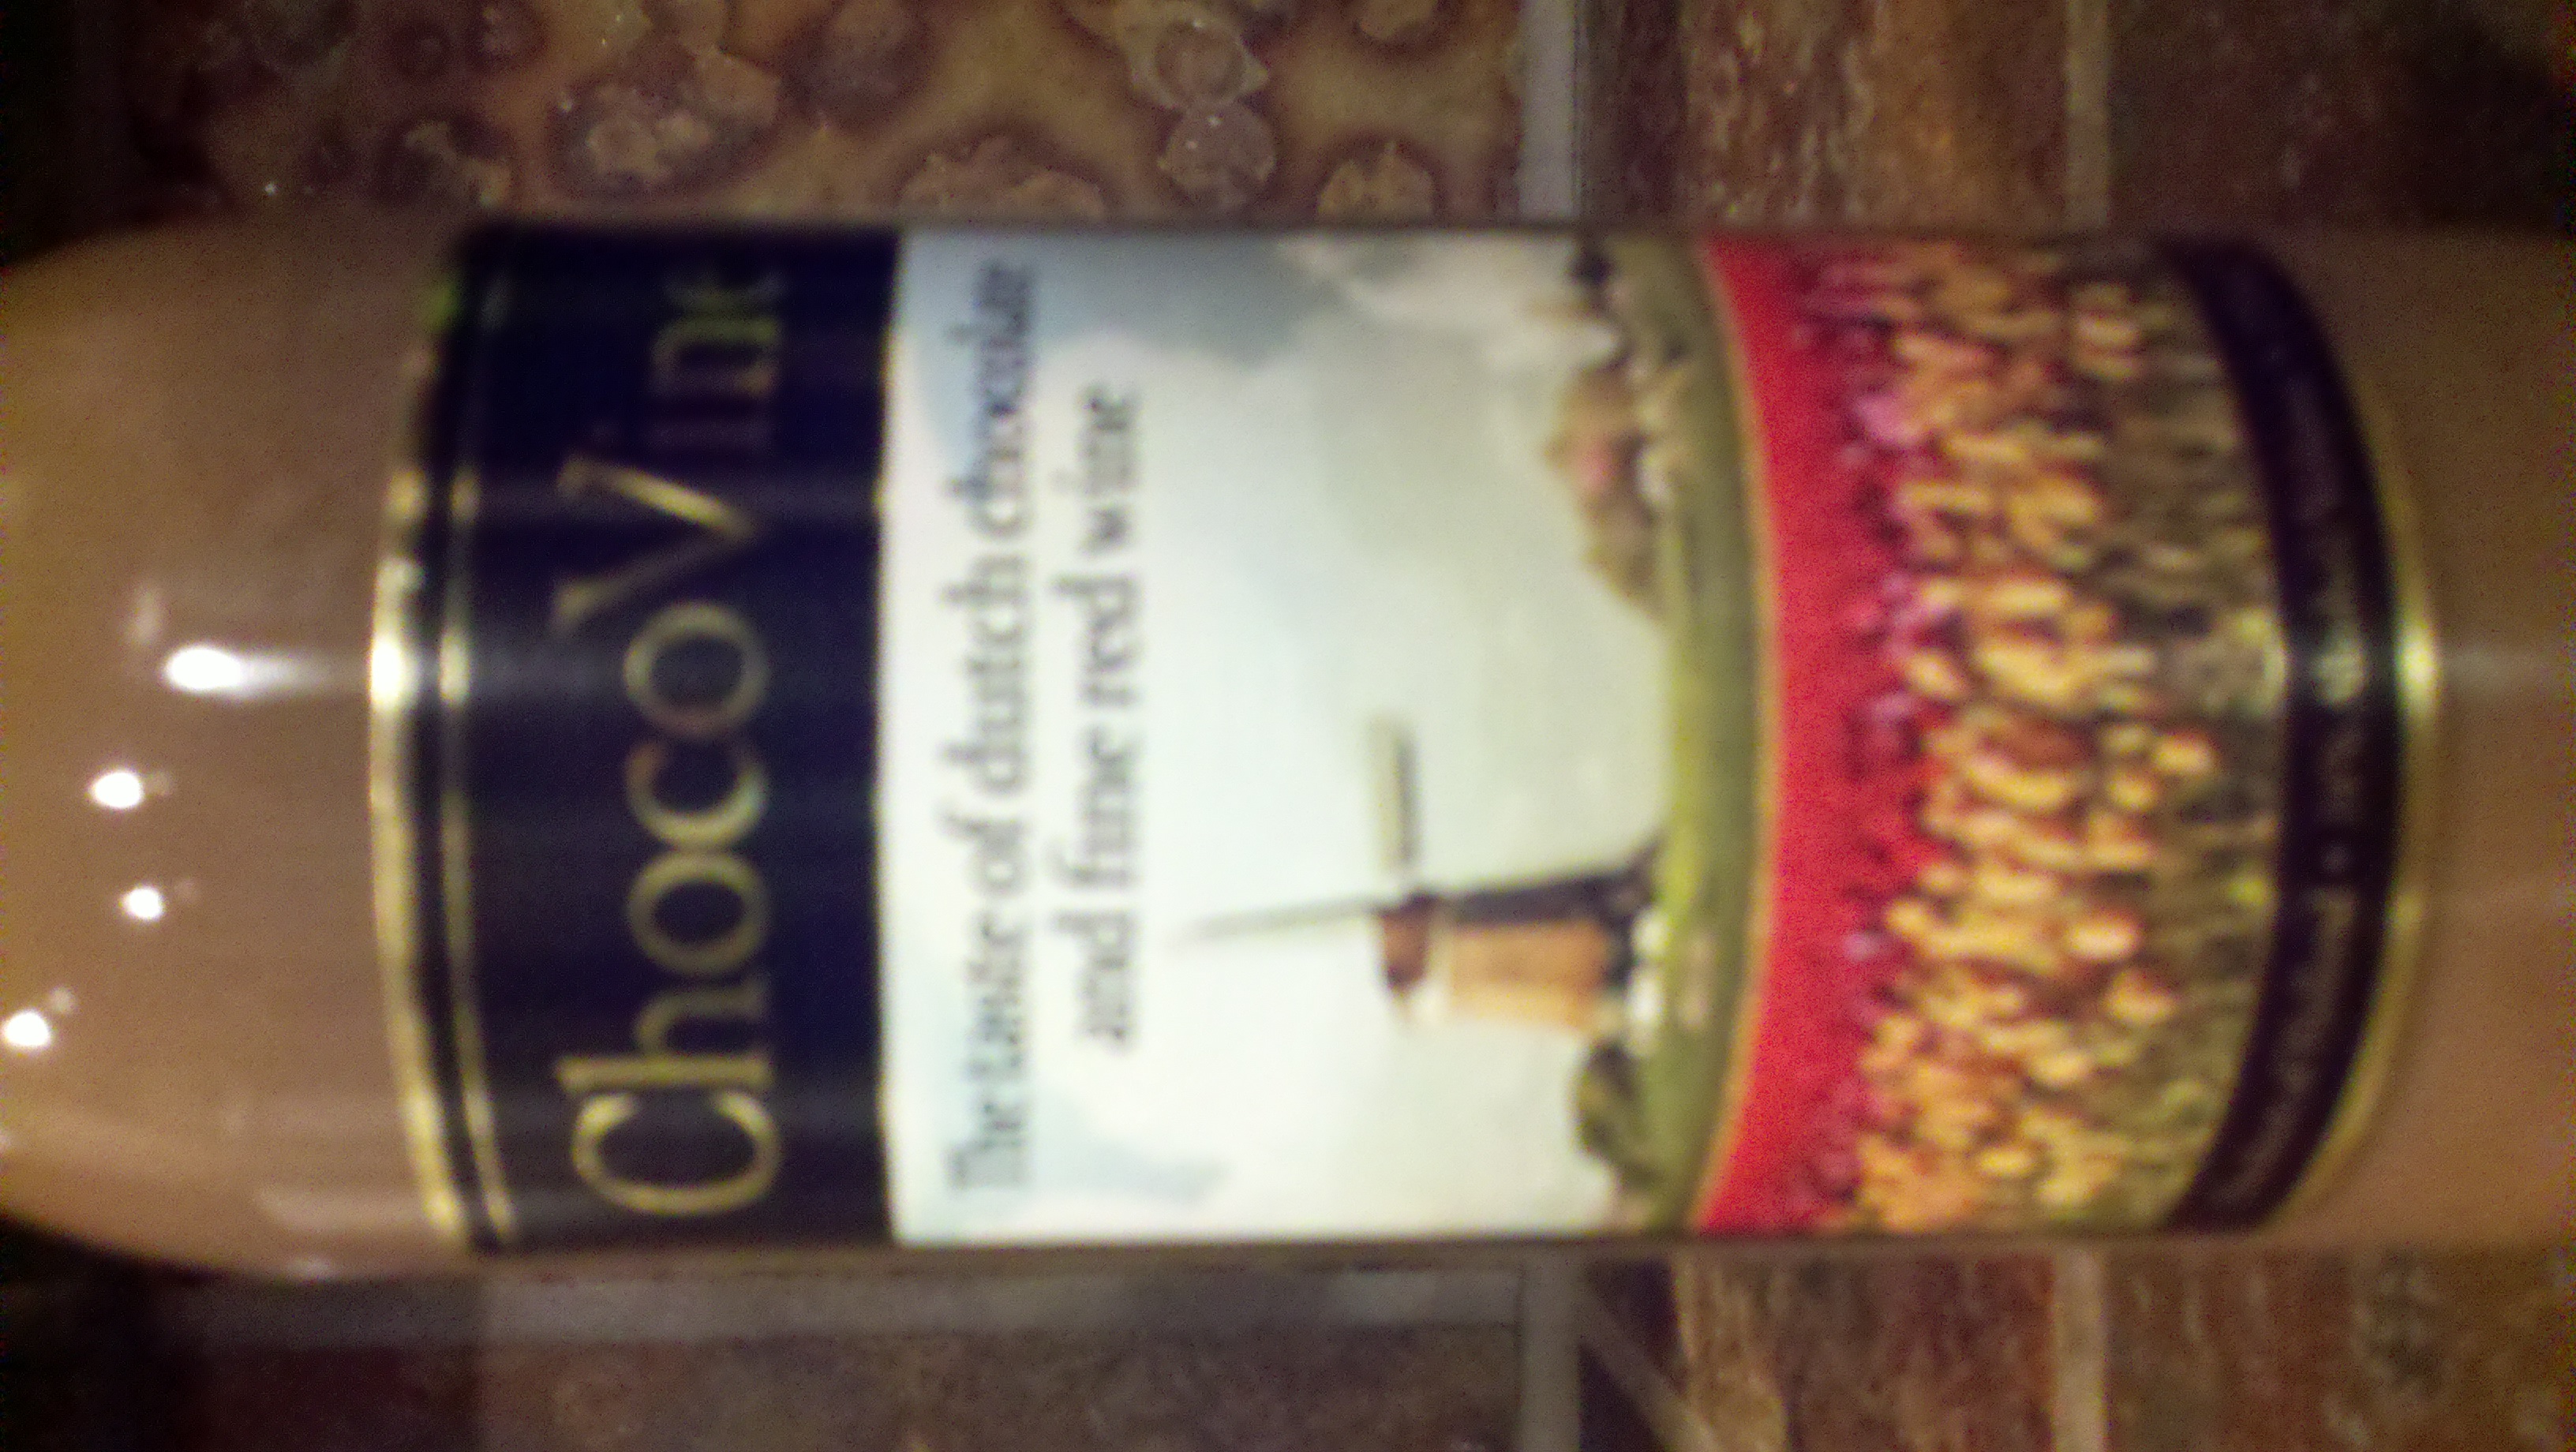 ChocoVine
The taste of dutch chocolate
and fine red wine